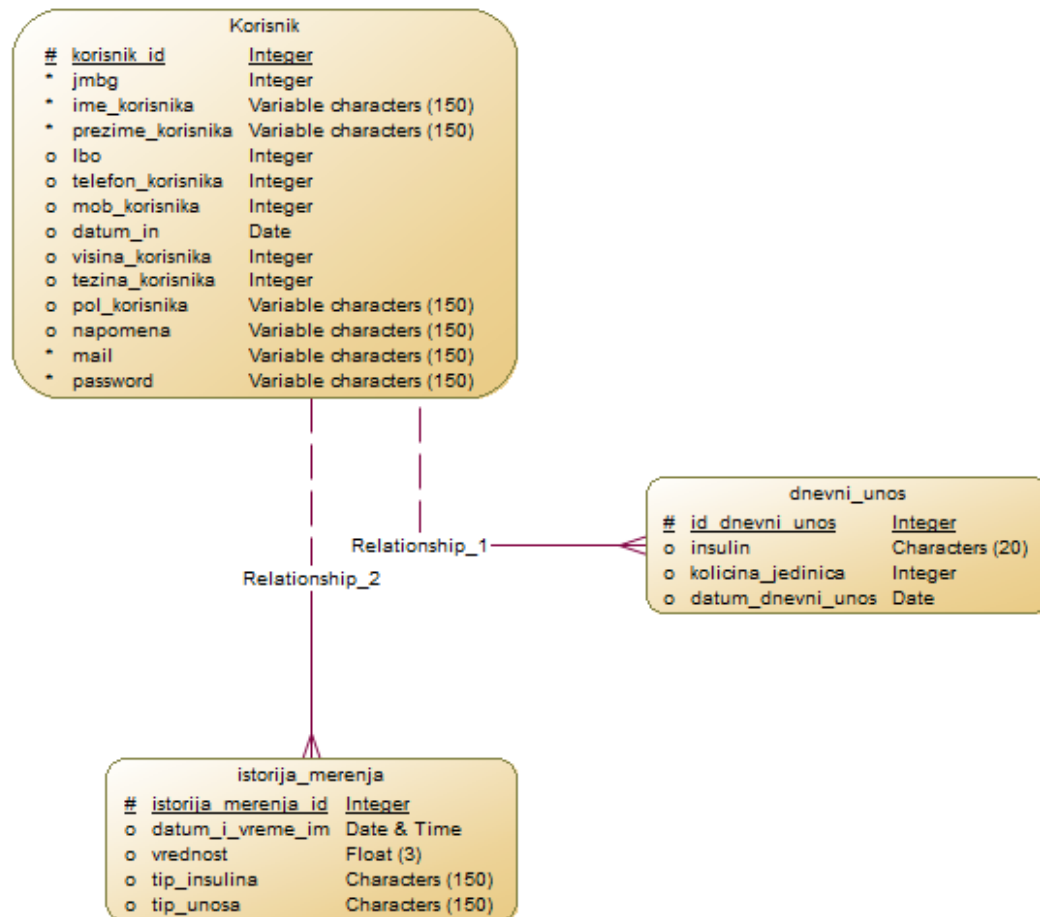 Korisnik
# korisnik_id Integer
* jmbg Integer
* ime_korisnika Variable characters (150)
* prezime_korisnika Variable characters (150)
o lbo Integer
o telefon_korisnika Integer
o mob_korisnika Integer
o datum_in Date
o visina_korisnika Integer
o tezina_korisnika Integer
o pol_korisnika Variable characters (150)
o napomena Variable characters (150)
* mail Variable characters (150)
* password Variable characters (150)
dnevni_unos
# id_dnevni_unos Integer
o insulin Characters (20)
o kolicina_jedinica Integer
o datum_dnevni_unos Date
Relationship_1
Relationship_2
istorija_merenja
# istorija_merenja_id Integer
o datum_i_vreme_im Date & Time
o vrednost Float (3)
o tip_insulina Characters (150)
o tip_unosa Characters (150)